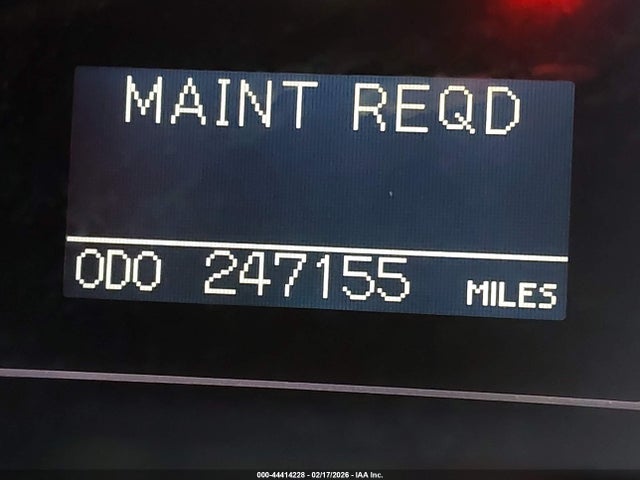 MAINT REQD
ODO 247155 MILES
000-44414228 - 02/17/2026 - IAA Inc.